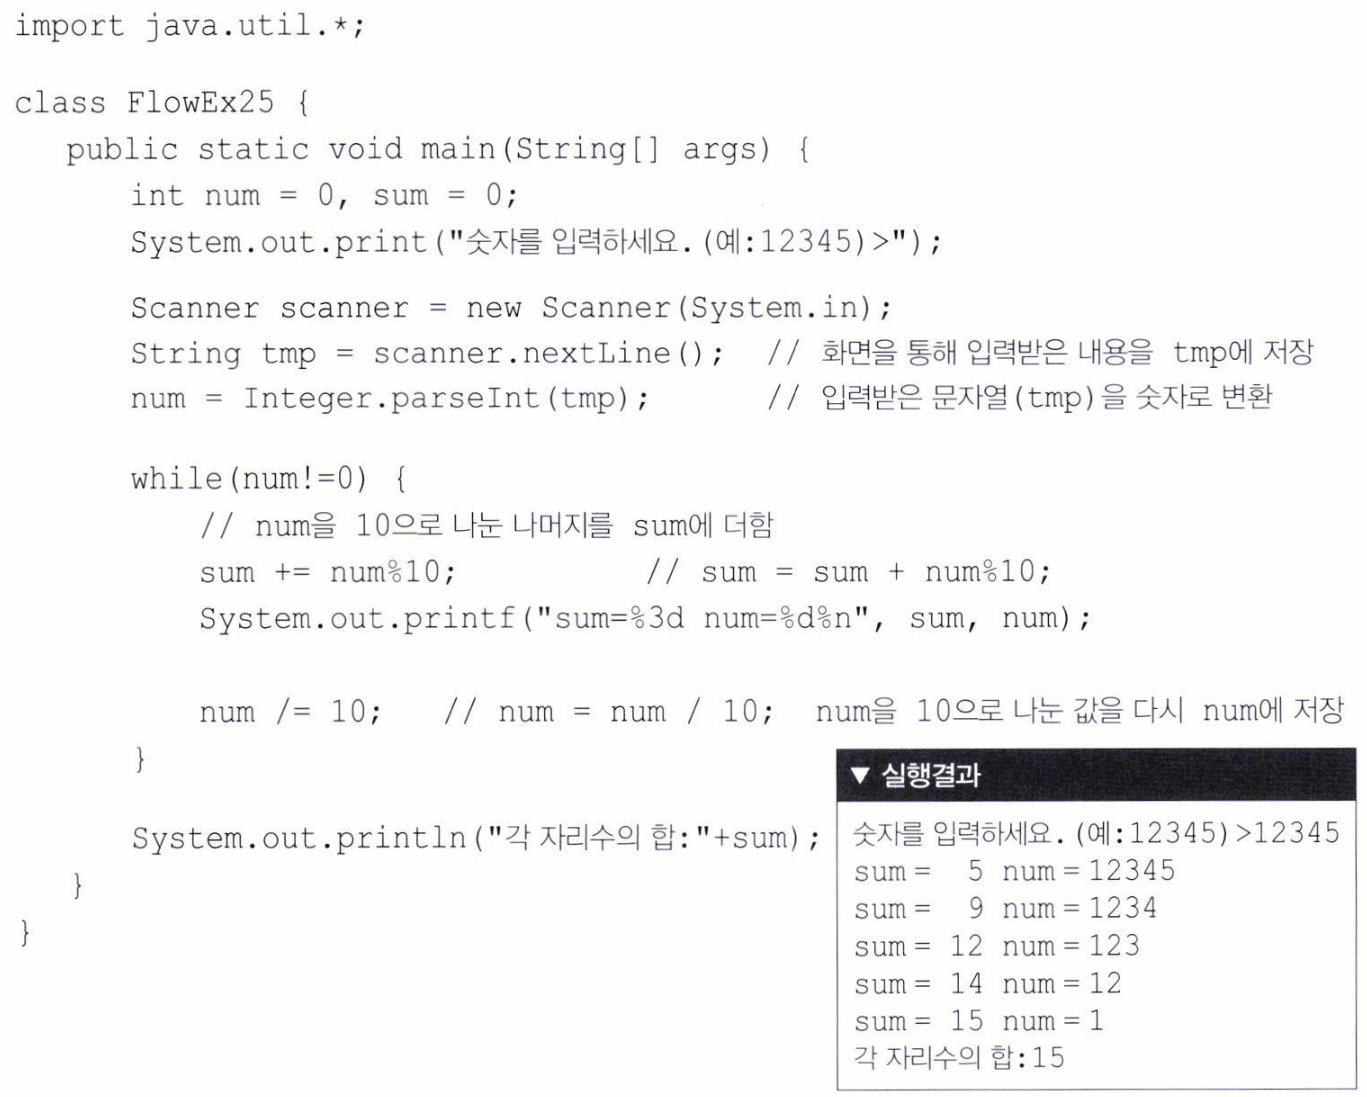 import java.util.*;
class FlowEx25 {
public static void main(String[] args) {
int num = 0, sum = 0;
System.out.print("숫자를 입력하세요.(예:12345)>");
Scanner scanner = new Scanner(System.in);
String tmp = scanner.nextLine(); // 화면을 통해 입력받은 내용을 tmp에 저장
num = Integer.parseInt(tmp); // 입력받은 문자열(tmp)을 숫자로 변환
while(num!=0) {
// num을 10으로 나눈 나머지를 sum에 더함
sum += num%10; // sum = sum + num%10;
System.out.printf("sum=%3d num=%d%n", sum, num);
num /= 10; // num = num / 10; num을 10으로 나눈 값을 다시 num에 저장
}
System.out.println("각 자리수의 합:"+sum);
}
}
▼ 실행결과
숫자를 입력하세요.(예:12345)>12345
sum=  5 num=12345
sum=  9 num=1234
sum= 12 num=123
sum= 14 num=12
sum= 15 num=1
각 자리수의 합:15